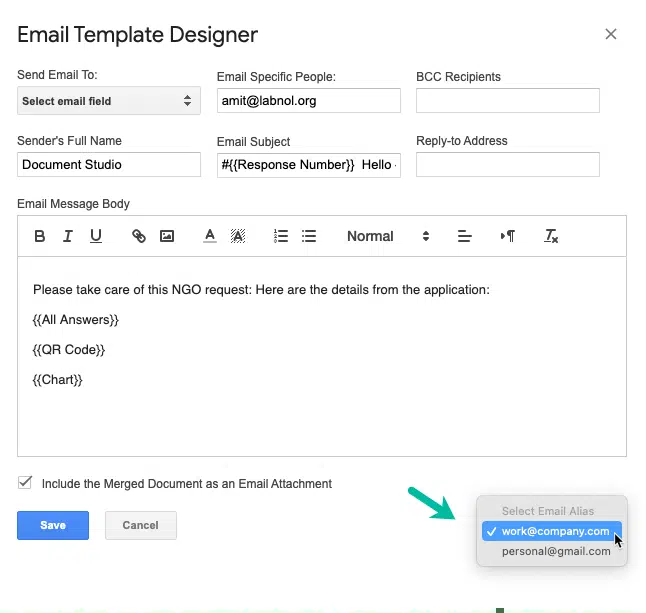 Email Template Designer
Send Email To:
Email Specific People:
BCC Recipients
Select email field
amit@labnol.org
Sender's Full Name
Email Subject
Reply-to Address
Document Studio
#{{Response Number}}  Hello
Email Message Body
B I U A Normal
Please take care of this NGO request: Here are the details from the application:
{{All Answers}}
{{QR Code}}
{{Chart}}
Include the Merged Document as an Email Attachment
Save
Cancel
Select Email Alias
work@company.com
personal@gmail.com